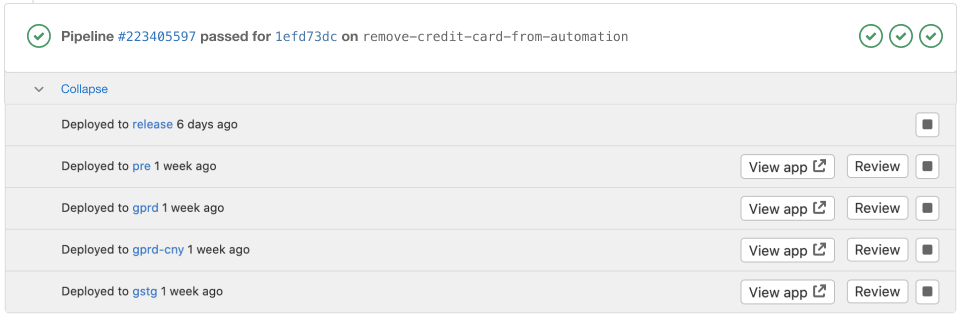 Pipeline #223405597 passed for 1efd73dc on remove-credit-card-from-automation
Collapse
Deployed to release 6 days ago
Deployed to pre 1 week ago View app Review
Deployed to gprd 1 week ago View app Review
Deployed to gprd-cny 1 week ago View app Review
Deployed to gstg 1 week ago View app Review